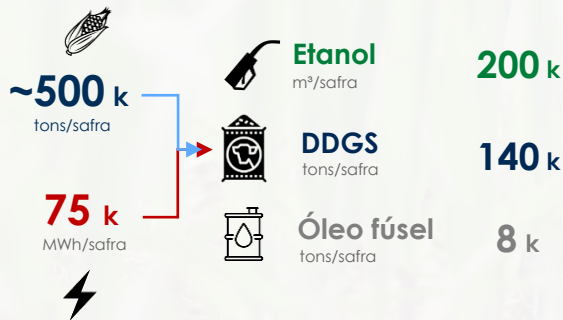 ~500 k
tons/safra
75 k
MWh/safra
Etanol
m³/safra
200 k
DDGS
tons/safra
140 k
Óleo fúsel
tons/safra
8 k